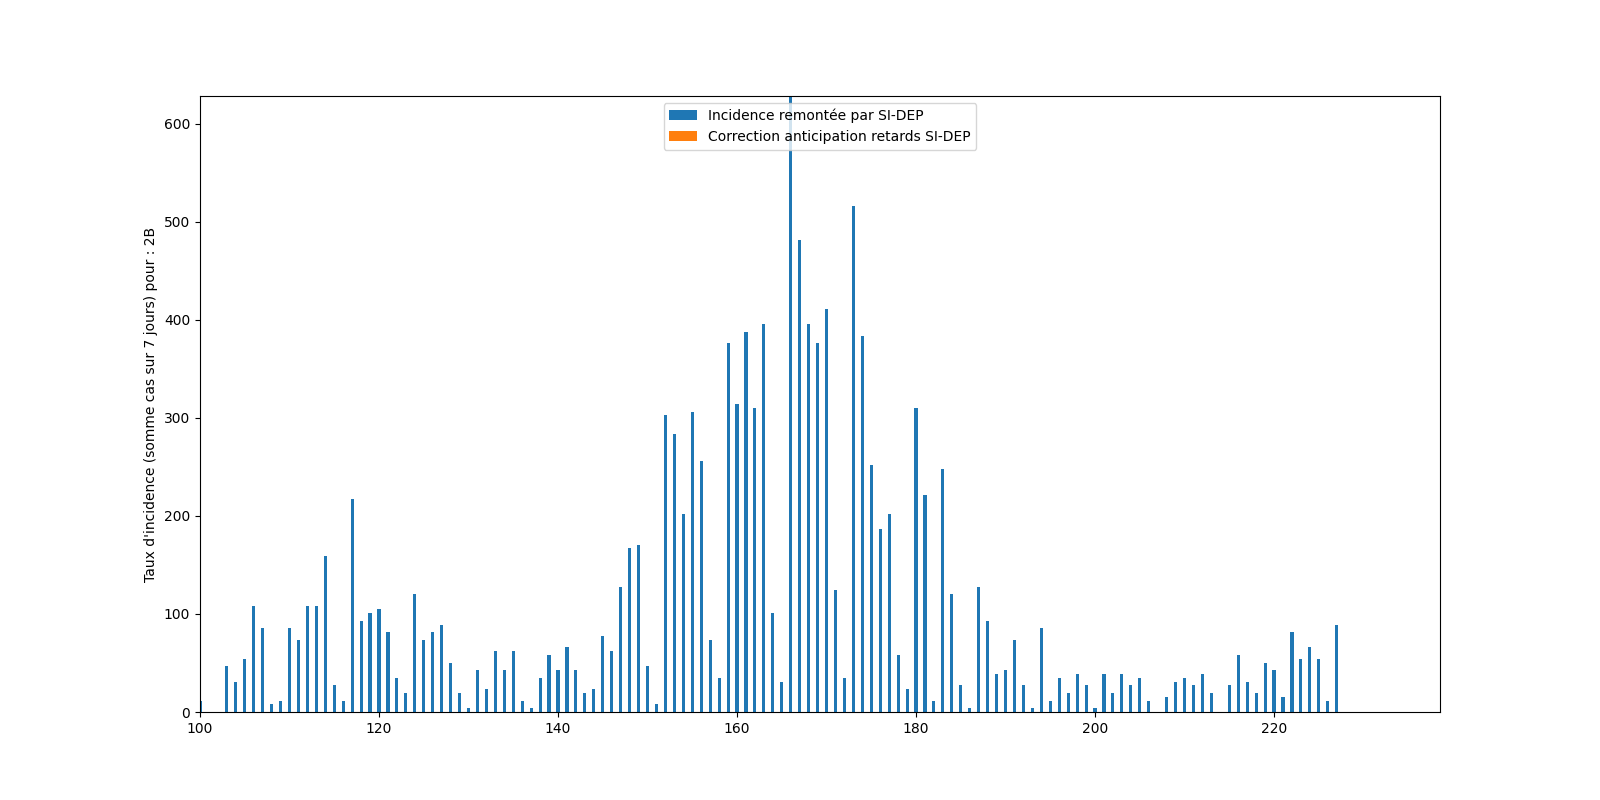 Incidence remontée par SI-DEP
Correction anticipation retards SI-DEP
Taux d'incidence (somme cas sur 7 jours) pour : 2B
600
500
400
300
200
100
0
100 120 140 160 180 200 220